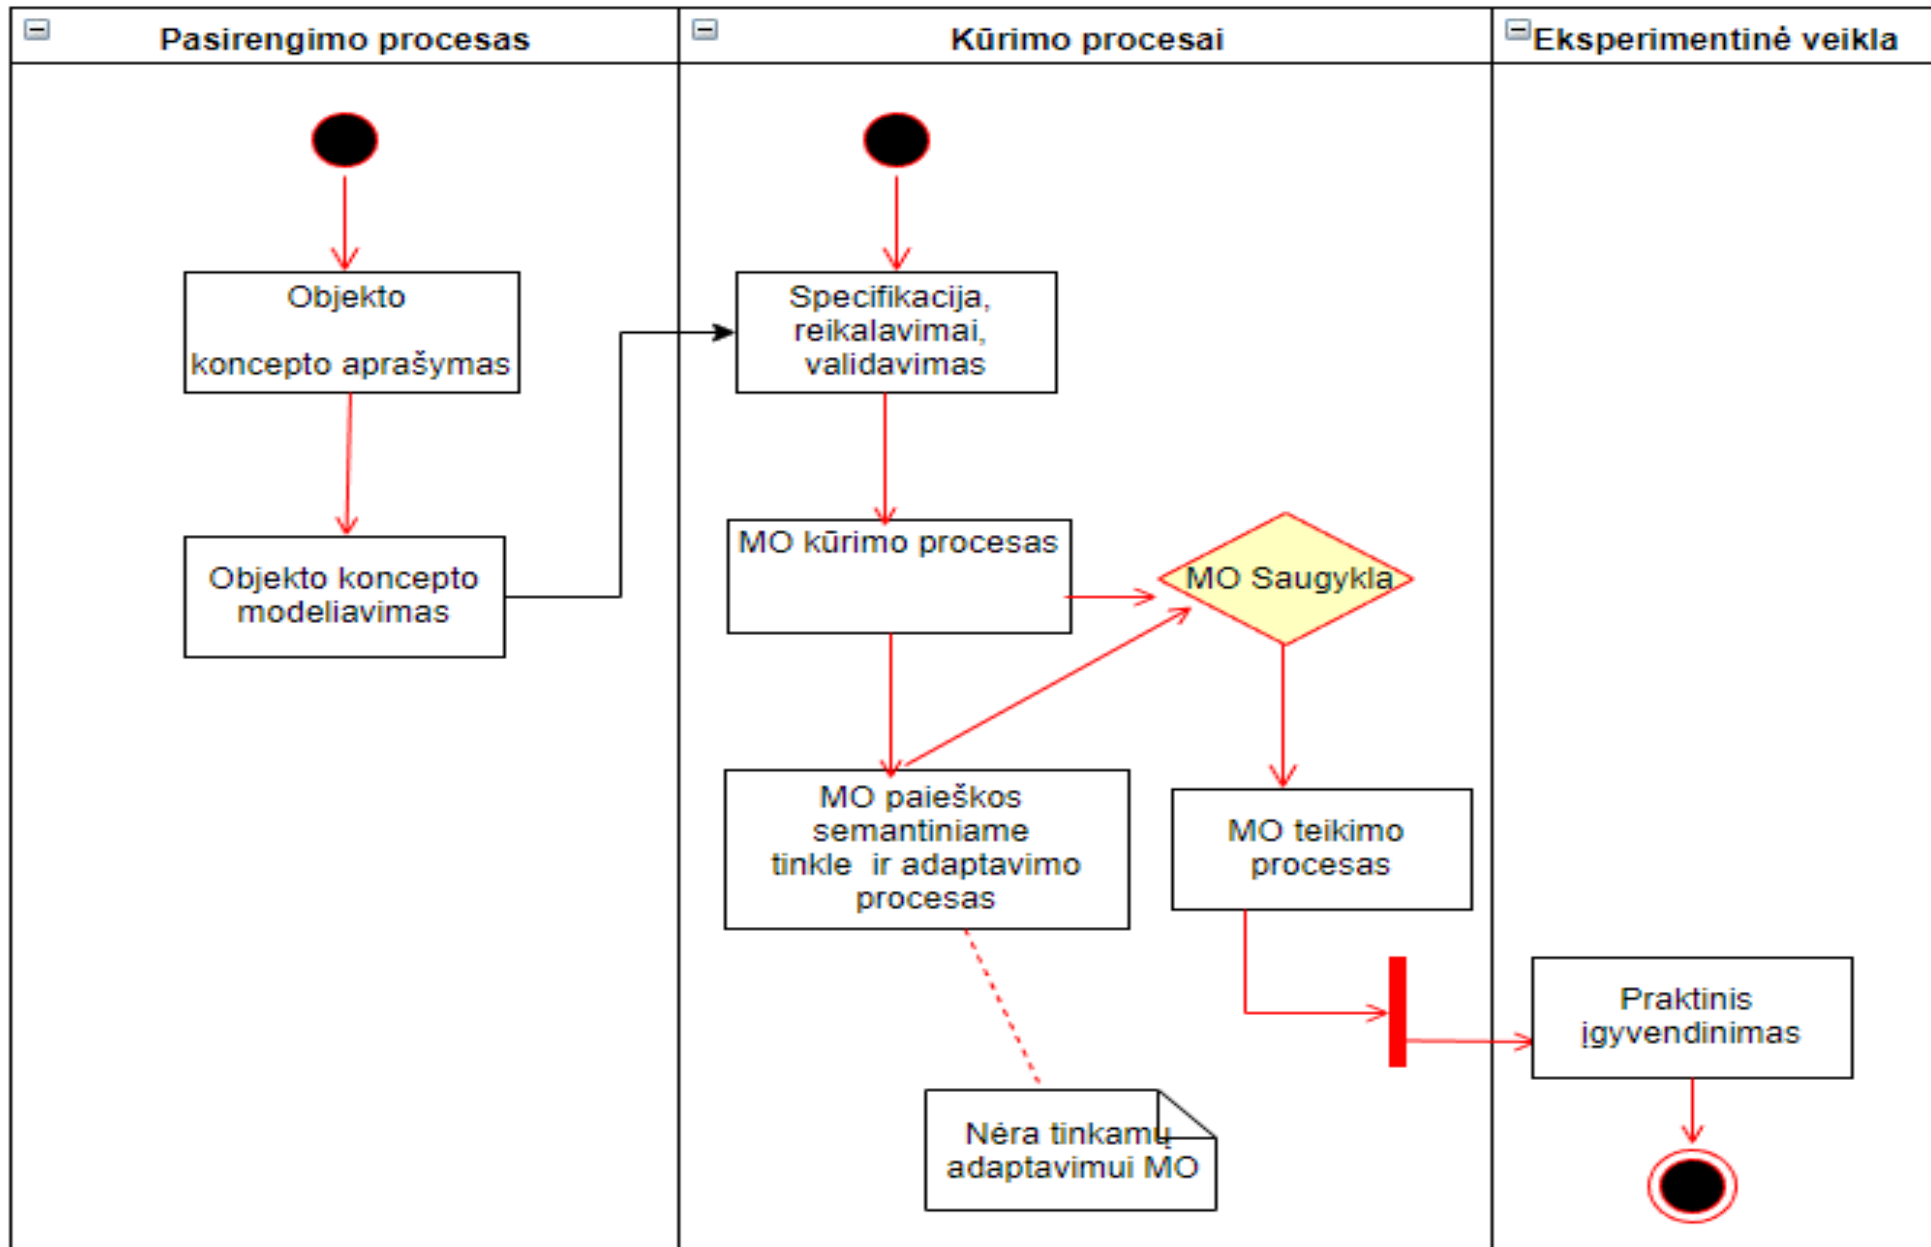 Pasirengimo procesas
Kūrimo procesai
Eksperimentinė veikla
Objekto
koncepto aprašymas
Objekto koncepto
modeliavimas
Specifikacija,
reikalavimai,
validavimas
MO kūrimo procesas
MO Saugykla
MO paieškos
semantiniame
tinkle ir adaptavimo
procesas
MO teikimo
procesas
Nėra tinkamų
adaptavimui MO
Praktinis
įgyvendinimas